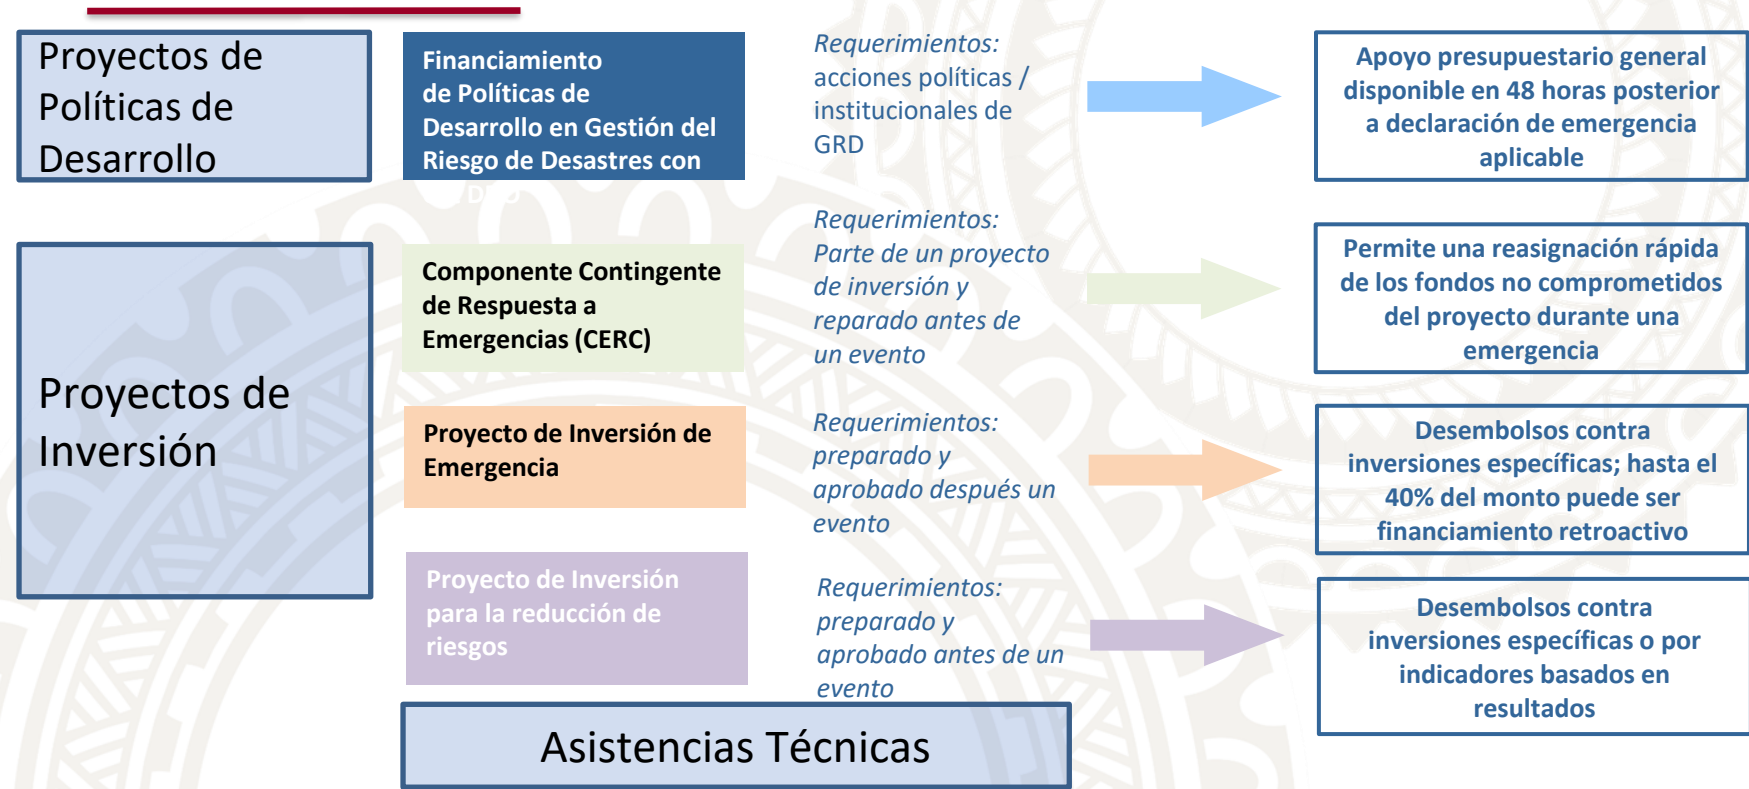 Proyectos de
Políticas de
Desarrollo
Financiamiento
de Políticas de
Desarrollo en Gestión del
Riesgo de Desastres con
Requerimientos:
acciones políticas /
institucionales de
GRD
Apoyo presupuestario general
disponible en 48 horas posterior
a declaración de emergencia
aplicable
Proyectos de
Inversión
Componente Contingente
de Respuesta a
Emergencias (CERC)
Requerimientos:
Parte de un proyecto
de inversión y
reparado antes de
un evento
Permite una reasignación rápida
de los fondos no comprometidos
del proyecto durante una
emergencia
Proyecto de Inversión de
Emergencia
Requerimientos:
preparado y
aprobado después un
evento
Desembolsos contra
inversiones específicas; hasta el
40% del monto puede ser
financiamiento retroactivo
Proyecto de Inversión
para la reducción de
riesgos
Requerimientos:
preparado y
aprobado antes de un
evento
Desembolsos contra
inversiones específicas o por
indicadores basados en
resultados
Asistencias Técnicas